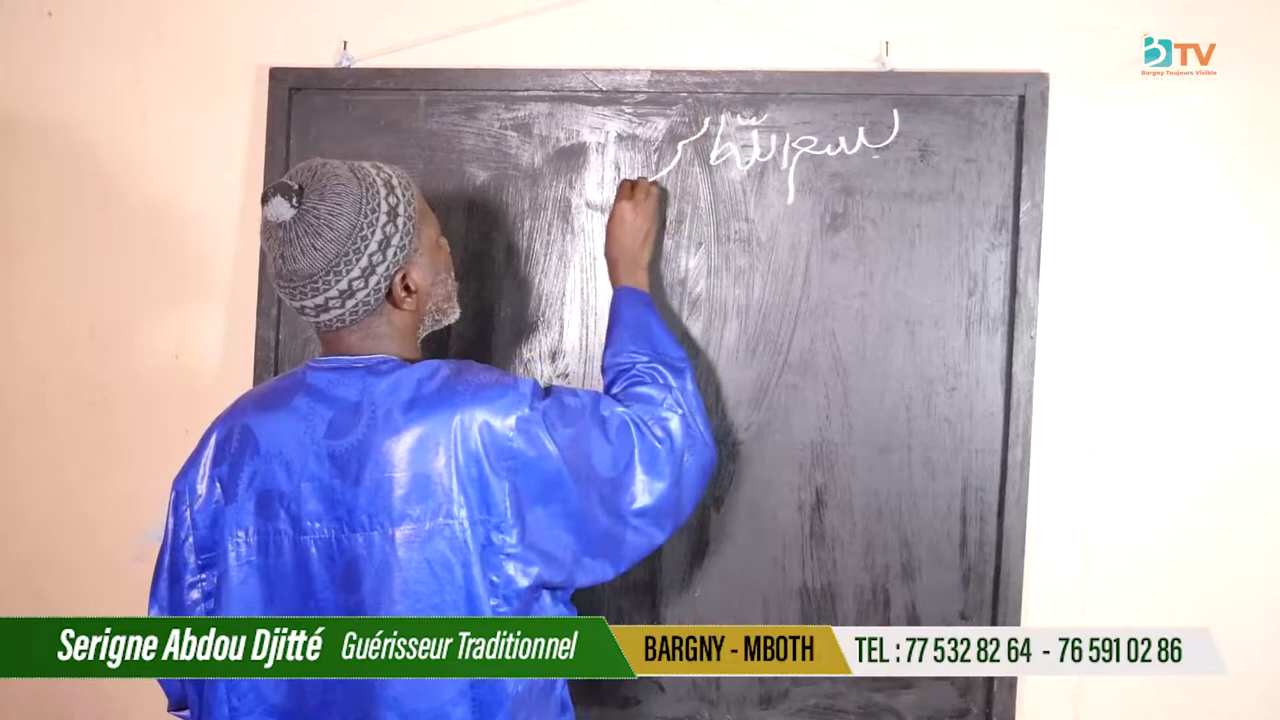 بسم الله
BTV
Bargny Toujours Visible
Serigne Abdou Djitté Guérisseur Traditionnel BARGNY - MBOTH TEL : 77 532 82 64 - 76 591 02 86